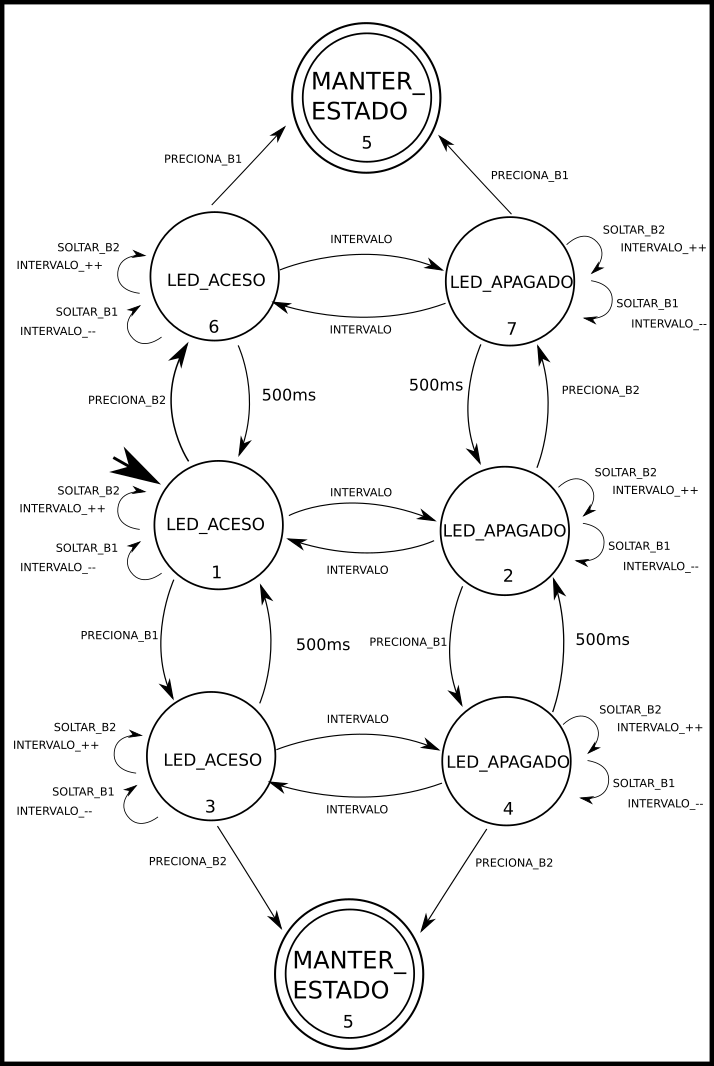 MANTER_
ESTADO
5
PRECIONA_B1
PRECIONA_B1
SOLTAR_B2
INTERVALO_++
SOLTAR_B1
INTERVALO_--
LED_ACESO
6
INTERVALO
INTERVALO
LED_APAGADO
7
SOLTAR_B2
INTERVALO_++
SOLTAR_B1
INTERVALO_--
PRECIONA_B2
500ms
500ms
PRECIONA_B2
SOLTAR_B2
INTERVALO_++
SOLTAR_B1
INTERVALO_--
LED_ACESO
1
INTERVALO
INTERVALO
LED_APAGADO
2
SOLTAR_B2
INTERVALO_++
SOLTAR_B1
INTERVALO_--
PRECIONA_B1
500ms
PRECIONA_B1
500ms
SOLTAR_B2
INTERVALO_++
SOLTAR_B1
INTERVALO_--
LED_ACESO
3
INTERVALO
INTERVALO
LED_APAGADO
4
SOLTAR_B2
INTERVALO_++
SOLTAR_B1
INTERVALO_--
PRECIONA_B2
PRECIONA_B2
MANTER_
ESTADO
5